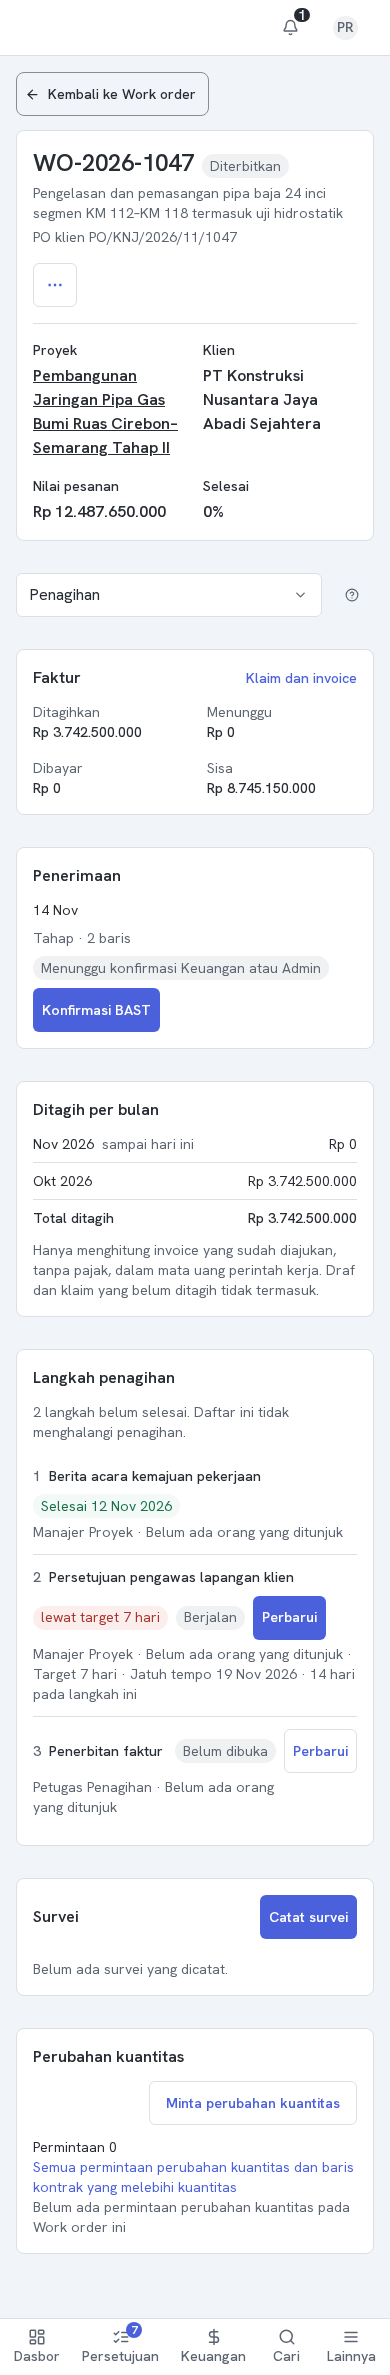 1
PR
Kembali ke Work order
WO-2026-1047 Diterbitkan
Pengelasan dan pemasangan pipa baja 24 inci
segmen KM 112–KM 118 termasuk uji hidrostatik
PO klien PO/KNJ/2026/11/1047
Proyek
Pembangunan
Jaringan Pipa Gas
Bumi Ruas Cirebon–
Semarang Tahap II
Klien
PT Konstruksi
Nusantara Jaya
Abadi Sejahtera
Nilai pesanan
Rp 12.487.650.000
Selesai
0%
Penagihan
Faktur
Klaim dan invoice
Ditagihkan
Rp 3.742.500.000
Menunggu
Rp 0
Dibayar
Rp 0
Sisa
Rp 8.745.150.000
Penerimaan
14 Nov
Tahap · 2 baris
Menunggu konfirmasi Keuangan atau Admin
Konfirmasi BAST
Ditagih per bulan
Nov 2026 sampai hari ini Rp 0
Okt 2026 Rp 3.742.500.000
Total ditagih Rp 3.742.500.000
Hanya menghitung invoice yang sudah diajukan,
tanpa pajak, dalam mata uang perintah kerja. Draf
dan klaim yang belum ditagih tidak termasuk.
Langkah penagihan
2 langkah belum selesai. Daftar ini tidak
menghalangi penagihan.
1 Berita acara kemajuan pekerjaan
Selesai 12 Nov 2026
Manajer Proyek · Belum ada orang yang ditunjuk
2 Persetujuan pengawas lapangan klien
lewat target 7 hari Berjalan Perbarui
Manajer Proyek · Belum ada orang yang ditunjuk ·
Target 7 hari · Jatuh tempo 19 Nov 2026 · 14 hari
pada langkah ini
3 Penerbitan faktur Belum dibuka Perbarui
Petugas Penagihan · Belum ada orang
yang ditunjuk
Survei
Catat survei
Belum ada survei yang dicatat.
Perubahan kuantitas
Minta perubahan kuantitas
Permintaan 0
Semua permintaan perubahan kuantitas dan baris
kontrak yang melebihi kuantitas
Belum ada permintaan perubahan kuantitas pada
Work order ini
7
Dasbor Persetujuan Keuangan Cari Lainnya